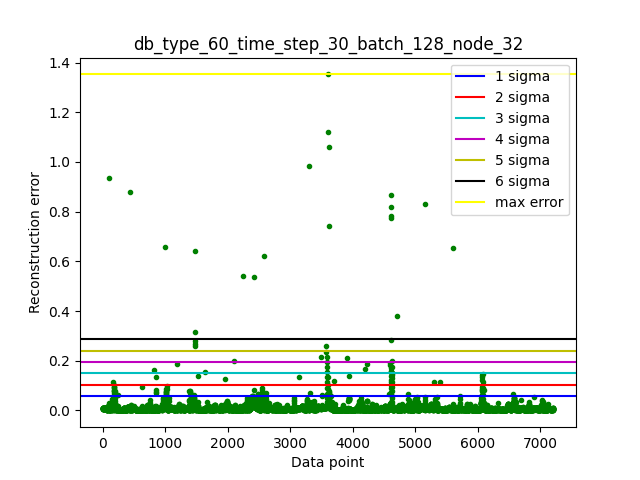 db_type_60_time_step_30_batch_128_node_32
1.4
1.2
1.0
0.8
0.6
0.4
0.2
0.0
Reconstruction error
1 sigma
2 sigma
3 sigma
4 sigma
5 sigma
6 sigma
max error
0 1000 2000 3000 4000 5000 6000 7000
Data point